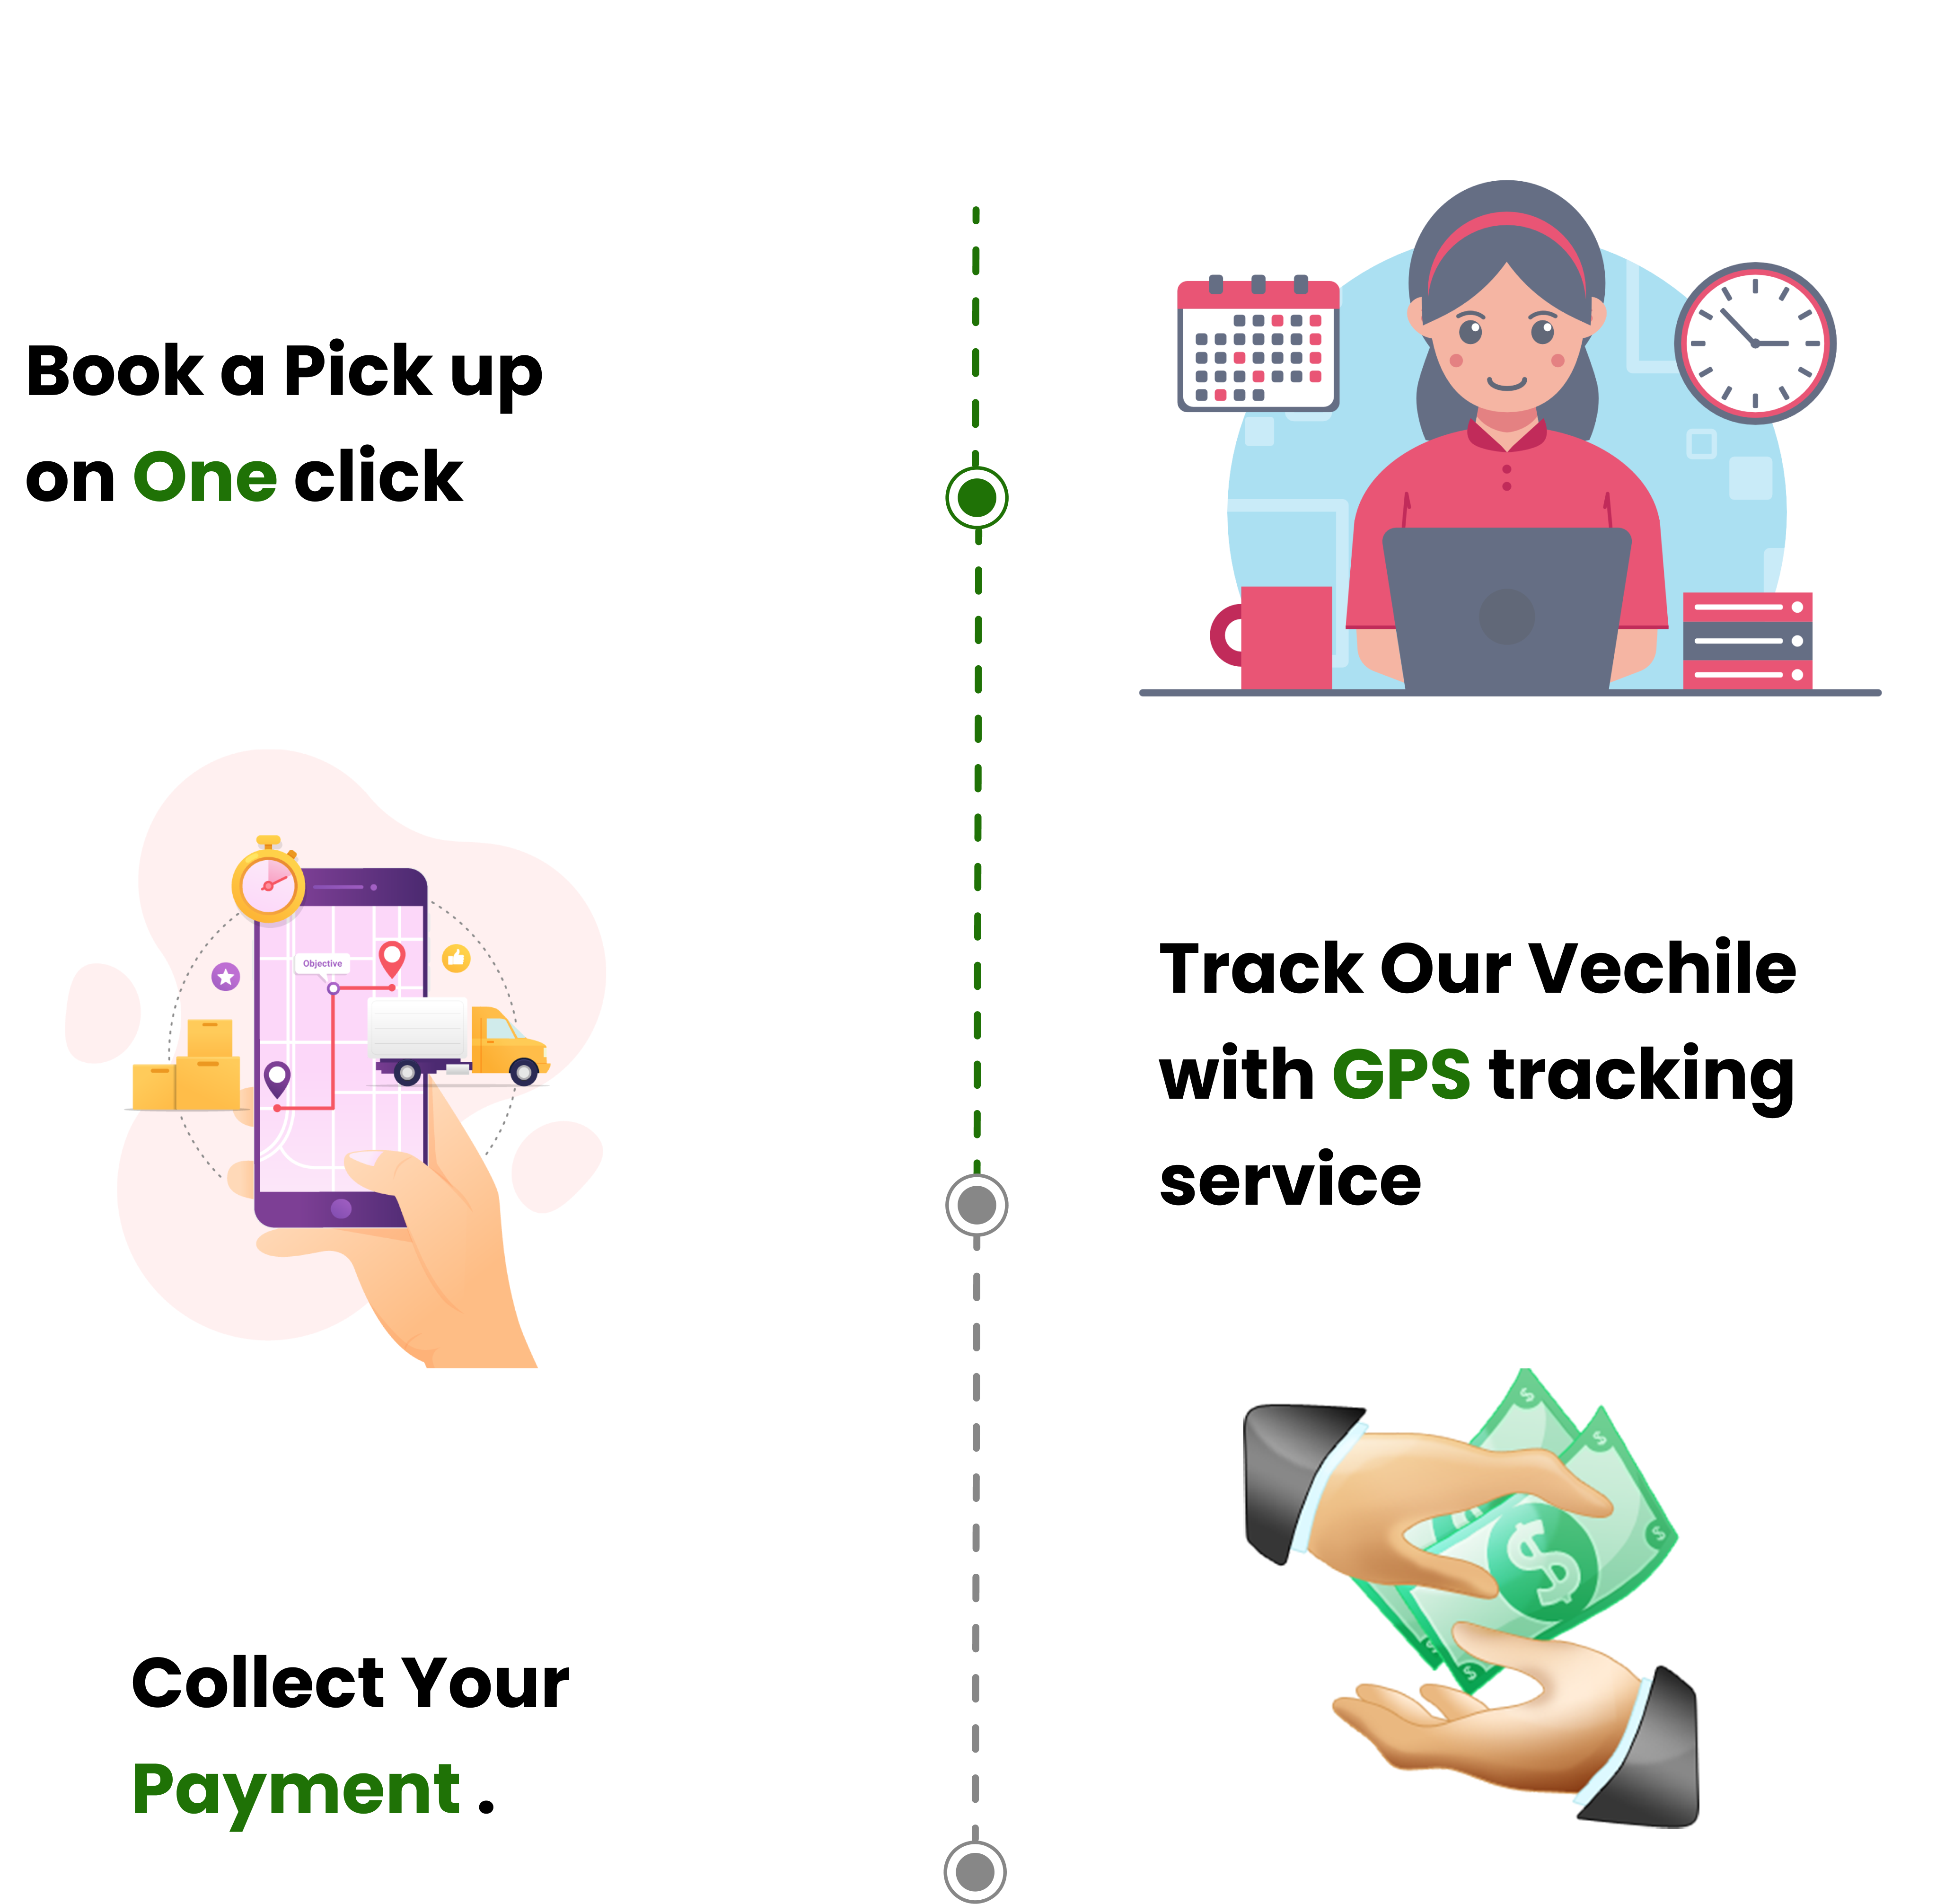 Book a Pick up
on One click
Objective
Track Our Vechile
with GPS tracking
service
Collect Your
Payment .